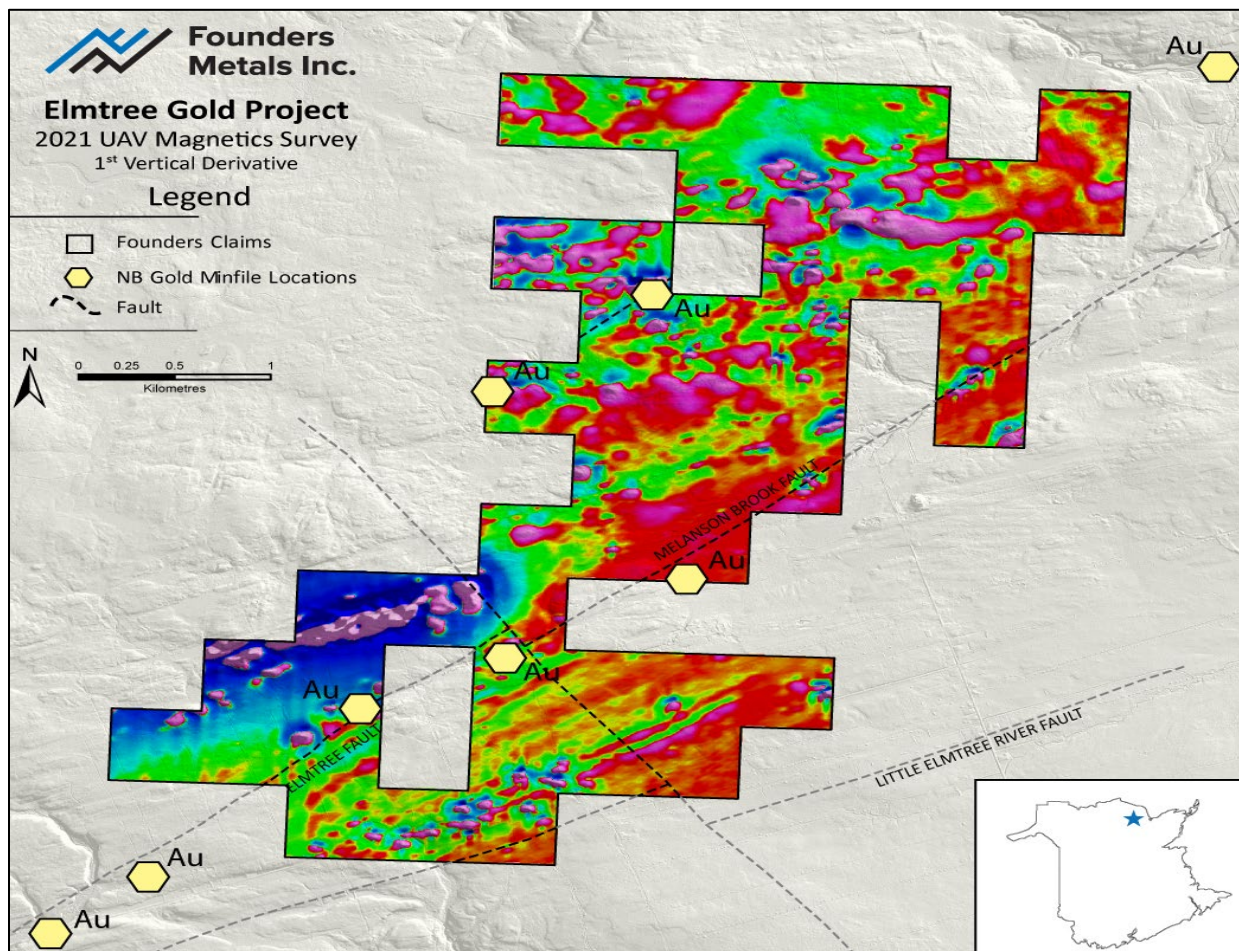 Founders
Metals Inc.
Elmtree Gold Project
2021 UAV Magnetics Survey
1st Vertical Derivative
Legend
Founders Claims
NB Gold Minfile Locations
Fault
N
0 0.25 0.5 1
Kilometres
Au
Au
Au
MELANSON BROOK FAULT
Au
Au
Au
ELMTREE FAULT
LITTLE ELMTREE RIVER FAULT
Au
Au